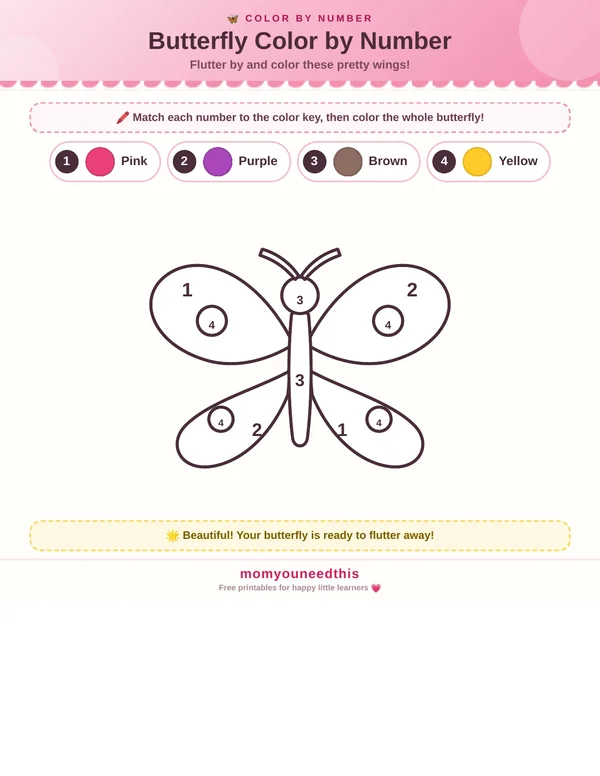 🦋 COLOR BY NUMBER
Butterfly Color by Number
Flutter by and color these pretty wings!
🖍️ Match each number to the color key, then color the whole butterfly!
1 Pink 2 Purple 3 Brown 4 Yellow
1 2
3
4 4
3
4 4
2 1
🌟 Beautiful! Your butterfly is ready to flutter away!
momyouneedthis
Free printables for happy little learners 💗